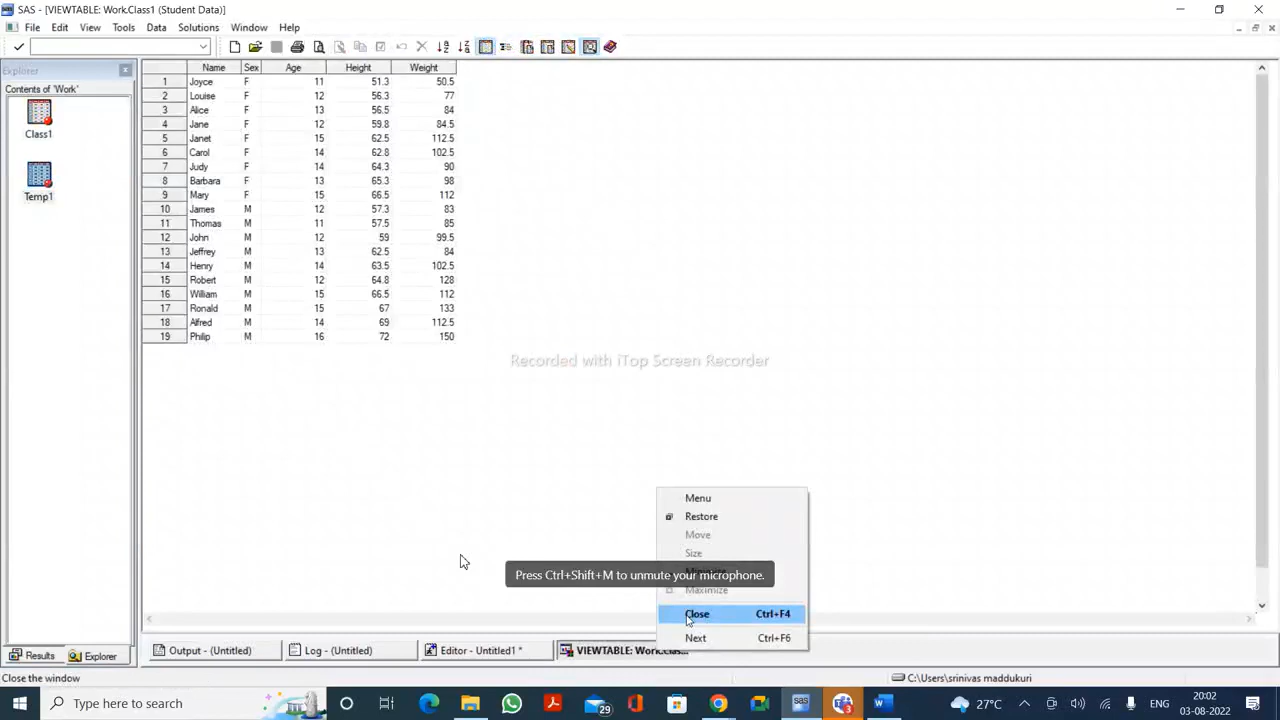 SAS - [VIEWTABLE: Work.Class1 (Student Data)]
File Edit View Tools Data Solutions Window Help
Explorer
Contents of 'Work'
Class1
Temp1
Name Sex Age Height Weight
1 Joyce F 11 51.3 50.5
2 Louise F 12 56.3 77
3 Alice F 13 56.5 84
4 Jane F 12 59.8 84.5
5 Janet F 15 62.5 112.5
6 Carol F 14 62.8 102.5
7 Judy F 14 64.3 90
8 Barbara F 13 65.3 98
9 Mary F 15 66.5 112
10 James M 12 57.3 83
11 Thomas M 11 57.5 85
12 John M 12 59 99.5
13 Jeffrey M 13 62.5 84
14 Henry M 14 63.5 102.5
15 Robert M 12 64.8 128
16 William M 15 66.5 112
17 Ronald M 15 67 133
18 Alfred M 14 69 112.5
19 Philip M 16 72 150
Recorded with iTop Screen Recorder
Menu
Restore
Move
Size
Minimize
Press Ctrl+Shift+M to unmute your microphone.
Maximize
Close Ctrl+F4
Next Ctrl+F6
Results Explorer
Output - (Untitled) Log - (Untitled) Editor - Untitled1 * VIEWTABLE: Work.Clas...
Close the window
C:\Users\srinivas maddukuri
Type here to search
29
3
27°C
ENG
20:02
03-08-2022